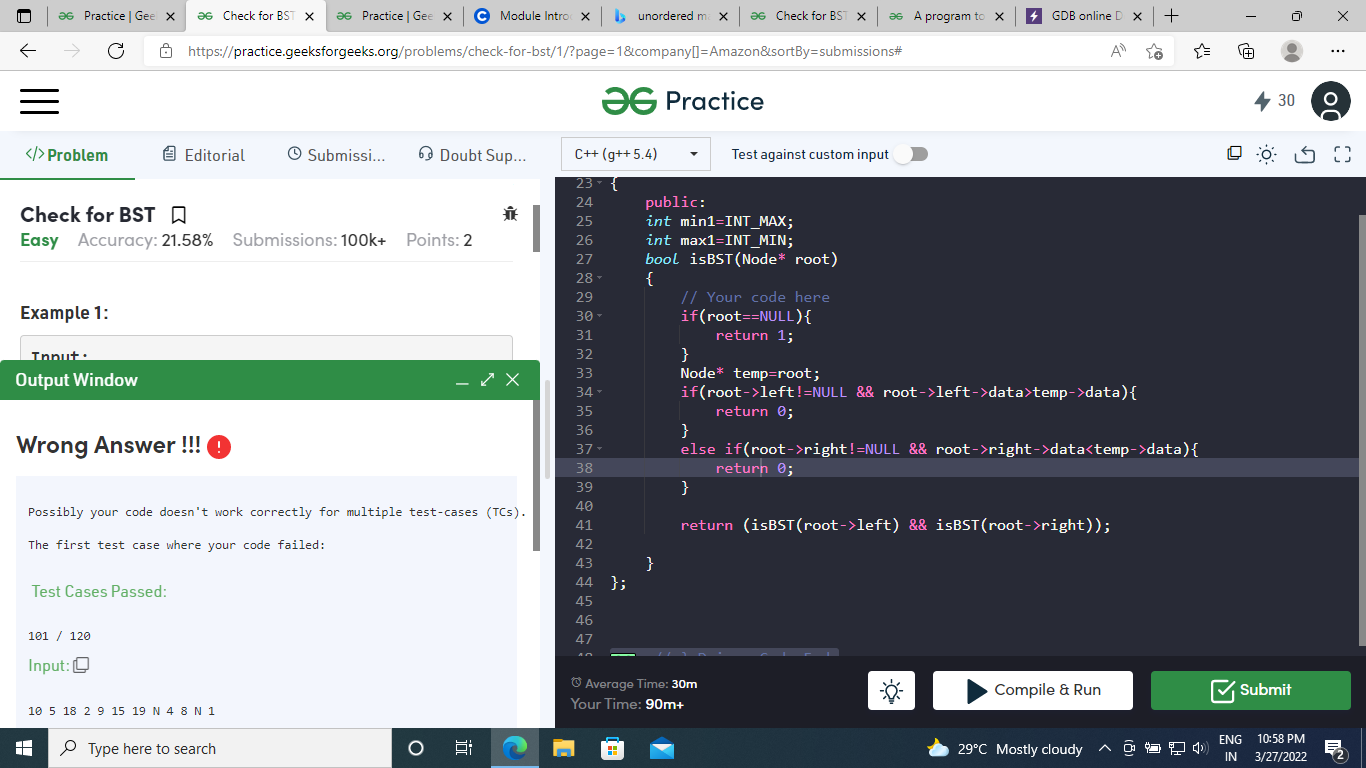 Practice | Gee
Check for BST
Practice | Gee
Module Intro
unordered m
Check for BST
A program to
GDB online D
https://practice.geeksforgeeks.org/problems/check-for-bst/1/?page=1&company[]=Amazon&sortBy=submissions#
Practice
30
</>Problem
Editorial
Submissi...
Doubt Sup...
C++ (g++ 5.4)
Test against custom input
Check for BST
Easy Accuracy: 21.58% Submissions: 100k+ Points: 2
Example 1:
Input:
Output Window
Wrong Answer !!!
Possibly your code doesn't work correctly for multiple test-cases (TCs).
The first test case where your code failed:
Test Cases Passed:
101 / 120
Input:
10 5 18 2 9 15 19 N 4 8 N 1
23 {
24 public:
25 int min1=INT_MAX;
26 int max1=INT_MIN;
27 bool isBST(Node* root)
28 {
29 // Your code here
30 if(root==NULL){
31 return 1;
32 }
33 Node* temp=root;
34 if(root->left!=NULL && root->left->data>temp->data){
35 return 0;
36 }
37 else if(root->right!=NULL && root->right->data<temp->data){
38 return 0;
39 }
40
41 return (isBST(root->left) && isBST(root->right));
42
43 }
44 };
45
46
47
Average Time: 30m
Your Time: 90m+
Compile & Run
Submit
Type here to search
29°C Mostly cloudy
ENG
IN
10:58 PM
3/27/2022
2